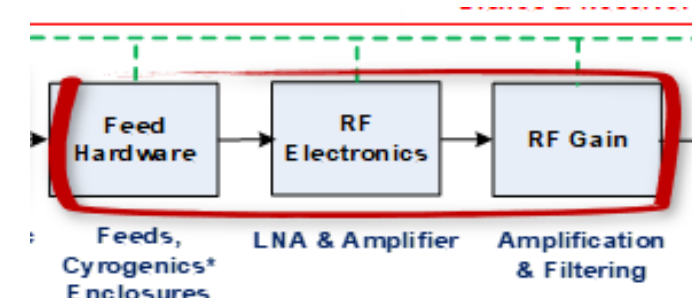 Feed
Hardware
RF
Electronics
RF Gain
Feeds,
Cyrogenics*
Enclosures
LNA & Amplifier
Amplification
& Filtering